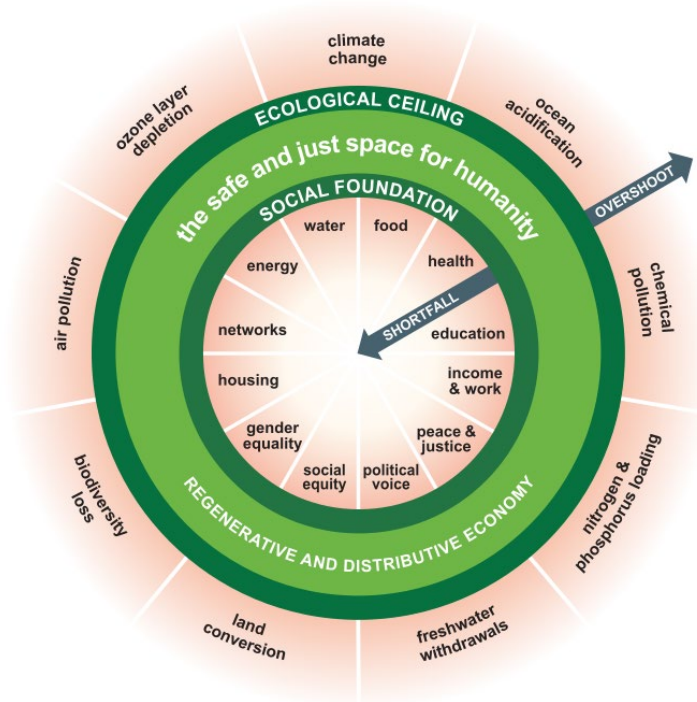 climate
change
ozone layer
depletion
ocean
acidification
ECOLOGICAL CEILING
the safe and just space for humanity
OVERSHOOT
SOCIAL FOUNDATION
water
food
energy
health
SHORTFALL
air pollution
chemical
pollution
networks
education
housing
income
& work
gender
equality
peace &
justice
social
equity
political
voice
REGENERATIVE AND DISTRIBUTIVE ECONOMY
biodiversity
loss
nitrogen &
phosphorus loading
land
conversion
freshwater
withdrawals